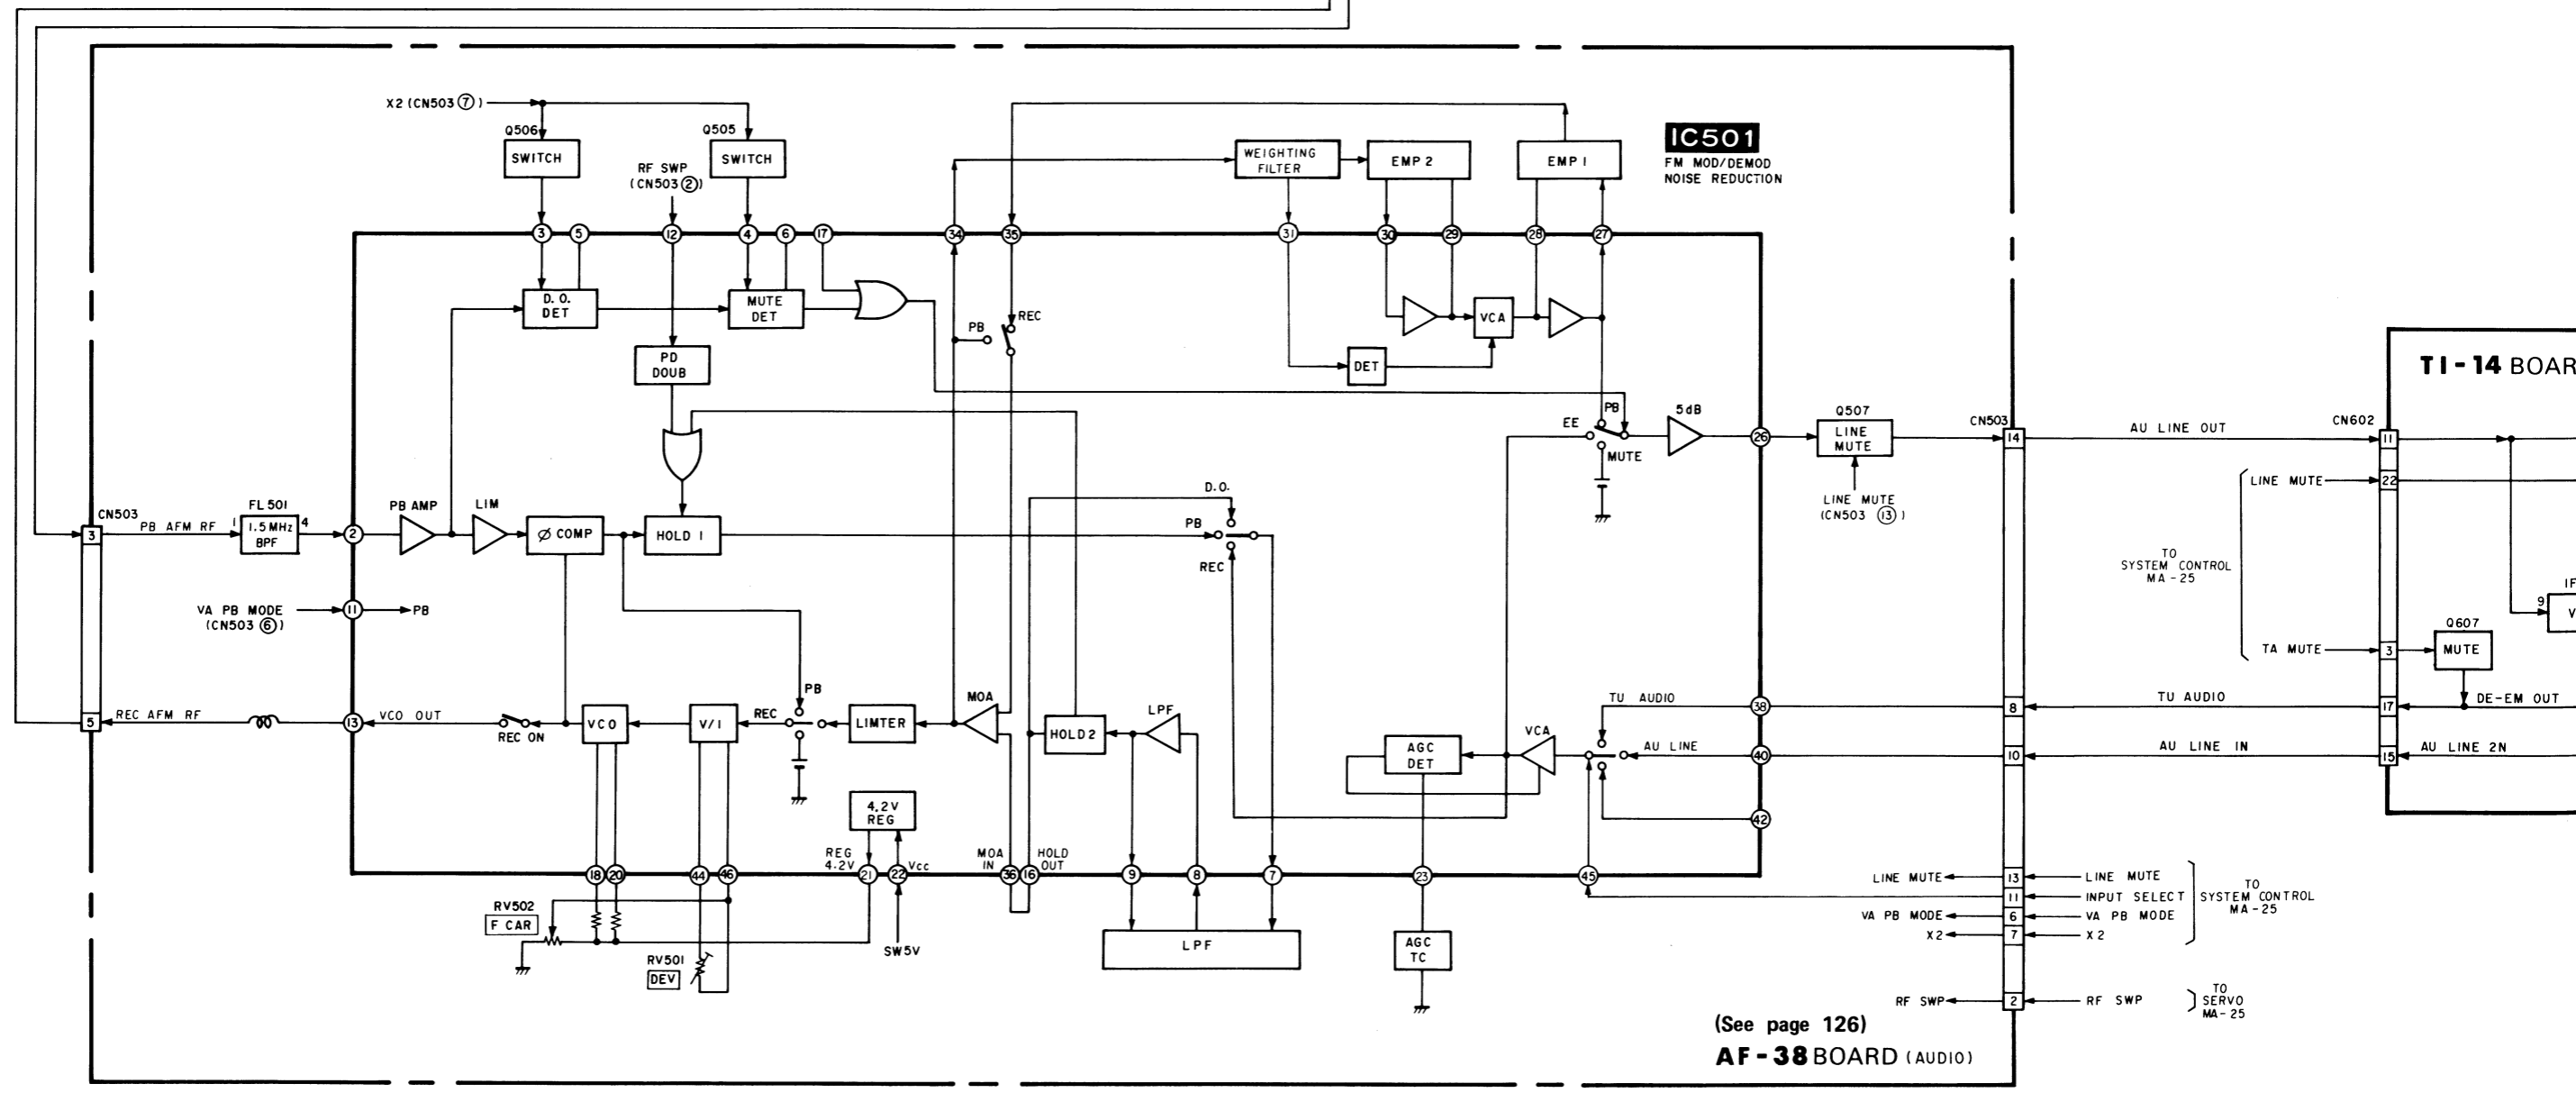 X2 (CN503 ⑦)
Q506
SWITCH
Q505
SWITCH
RF SWP
(CN503 ②)
WEIGHTING
FILTER
EMP 2
EMP 1
IC501
FM MOD/DEMOD
NOISE REDUCTION
3
5
12
4
6
17
34
35
31
30
29
28
27
D. O.
DET
MUTE
DET
PB
REC
VCA
DET
PD
DOUB
TI-14 BOAR
EE
PB
MUTE
5 dB
26
Q507
LINE
MUTE
LINE MUTE
(CN503 ⑬)
CN503
14
AU LINE OUT
CN602
11
LINE MUTE
22
TO
SYSTEM CONTROL
MA-25
TA MUTE
3
Q607
MUTE
9
IF
V
CN503
3
PB AFM RF
FL501
1
1.5MHz
BPF
4
2
PB AMP
LIM
Ø COMP
HOLD 1
D.O.
PB
REC
VA PB MODE
(CN503 ⑥)
11
PB
5
REC AFM RF
13
VCO OUT
REC ON
VCO
V/I
REC
PB
LIMTER
MOA
HOLD2
LPF
AGC
DET
VCA
TU AUDIO
38
8
TU AUDIO
17
DE-EM OUT
AU LINE
40
10
AU LINE IN
15
AU LINE 2N
42
4.2V
REG
REG
4.2V
Vcc
MOA
IN
HOLD
OUT
18
20
44
46
21
22
36
16
9
8
7
23
45
RV502
F CAR
RV501
DEV
SW5V
LPF
AGC
TC
LINE MUTE
13
LINE MUTE
11
INPUT SELECT
VA PB MODE
6
VA PB MODE
X2
7
X2
TO
SYSTEM CONTROL
MA-25
RF SWP
2
RF SWP
TO
SERVO
MA-25
(See page 126)
AF-38 BOARD (AUDIO)